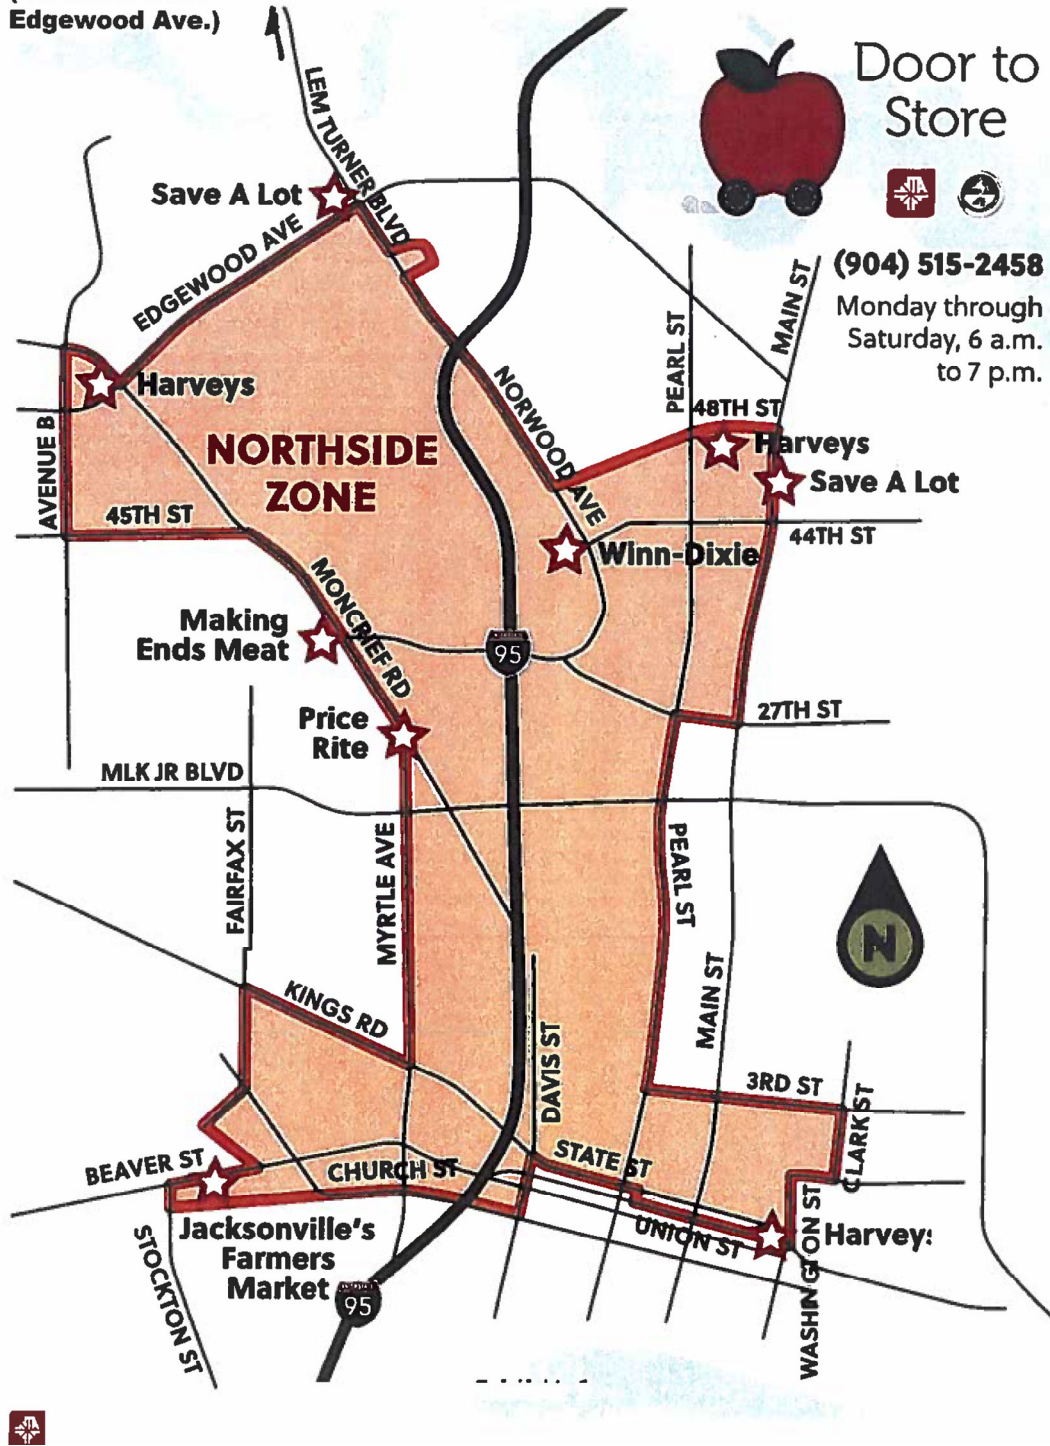 Edgewood Ave.)
Door to
Store
(904) 515-2458
Monday through
Saturday, 6 a.m.
to 7 p.m.
LEM TURNER BLVD
Save A Lot
EDGEWOOD AVE
Harveys
AVENUE B
NORTHSIDE
ZONE
45TH ST
NORWOOD AVE
PEARL ST
MAIN ST
48TH ST
Harveys
Save A Lot
44TH ST
Winn-Dixie
MONCRIEF RD
Making
Ends Meat
95
Price
Rite
27TH ST
MLK JR BLVD
FAIRFAX ST
MYRTLE AVE
PEARL ST
MAIN ST
N
KINGS RD
DAVIS ST
3RD ST
CLARK ST
BEAVER ST
CHURCH ST
STATE ST
UNION ST
WASHINGTON ST
Harveys
Jacksonville's
Farmers
Market
95
STOCKTON ST